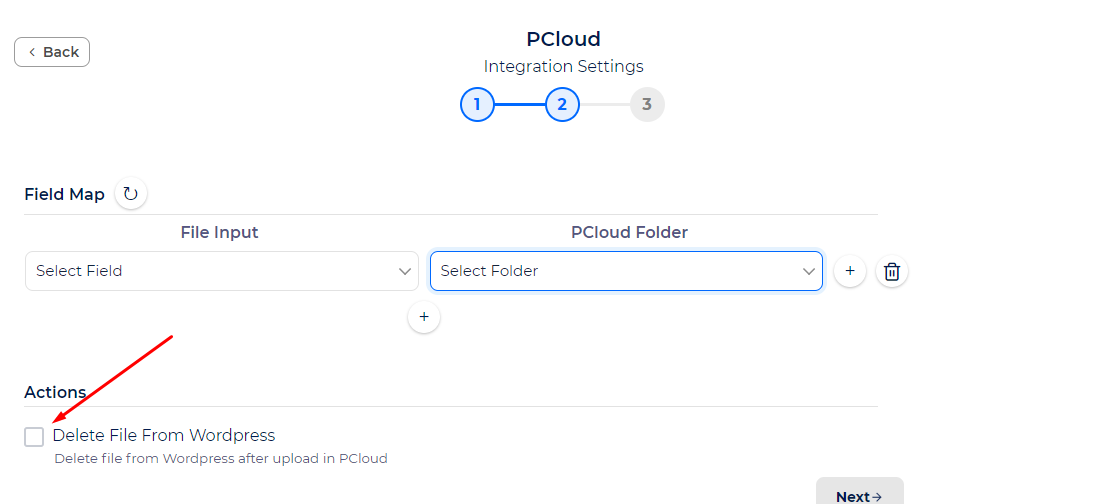 Back
PCloud
Integration Settings
1 2 3
Field Map
File Input PCloud Folder
Select Field Select Folder + 
+
Actions
Delete File From Wordpress
Delete file from Wordpress after upload in PCloud
Next